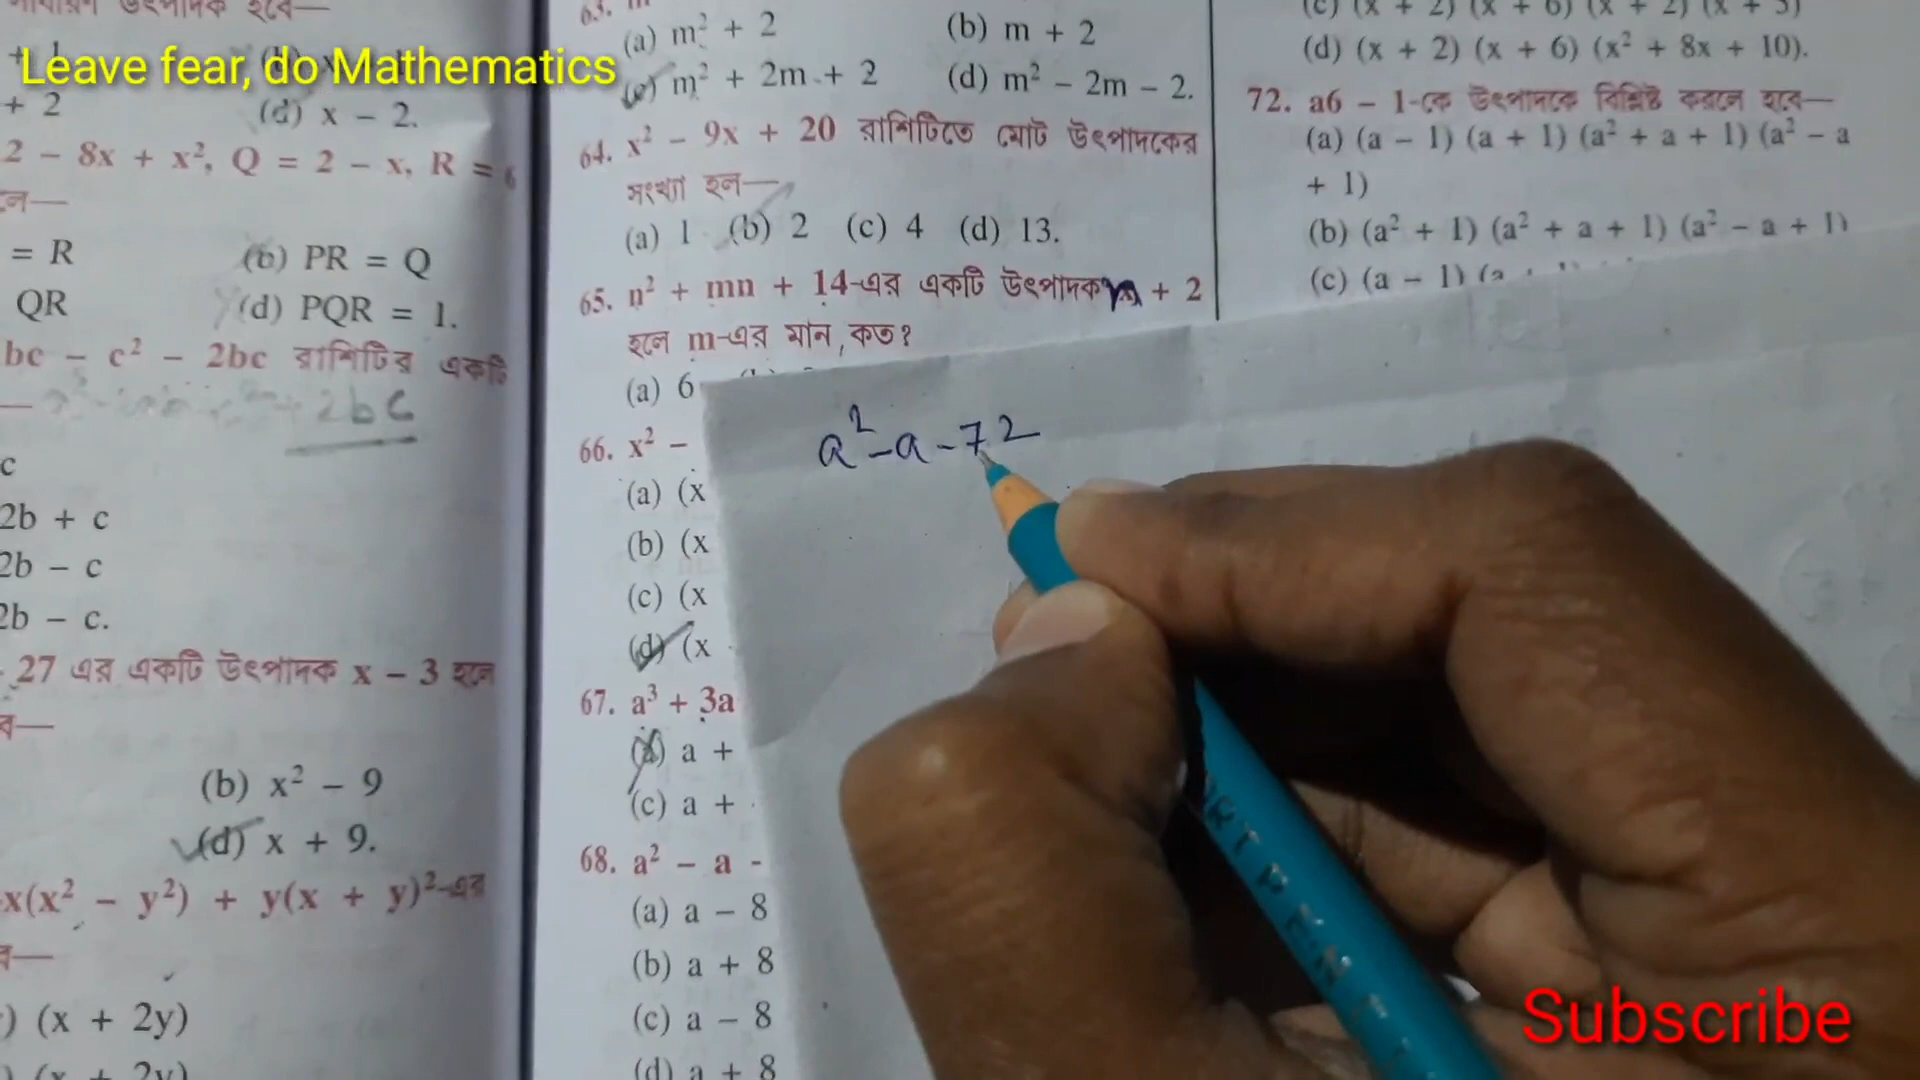 Leave fear, do Mathematics
+ 2
(d) x – 2.
2 – 8x + x², Q = 2 – x, R =
= R (b) PR = Q
QR (d) PQR = 1.
bc – c² – 2bc রাশিটির একটি
2bc
c
2b + c
2b – c
2b – c.
27 এর একটি উৎপাদক x – 3 হলে
(b) x² – 9
(d) x + 9.
x(x² – y²) + y(x + y)²-এর
(x + 2y)
(a) m² + 2 (b) m + 2
(c) m² + 2m + 2 (d) m² – 2m – 2.
64. x² – 9x + 20 রাশিটিতে মোট উৎপাদকের
সংখ্যা হল—
(a) 1 (b) 2 (c) 4 (d) 13.
65. n² + mn + 14-এর একটি উৎপাদক n + 2
হলে m-এর মান কত?
(a) 6
66. x² –
(a) (x
(b) (x
(c) (x
(d) (x
67. a³ + 3a
(a) a +
(c) a +
68. a² – a -
(a) a – 8
(b) a + 8
(c) a – 8
(d) a + 8
(c) (x + 2) (x + 6) (x + 2) (x + 5)
(d) (x + 2) (x + 6) (x² + 8x + 10).
72. a6 – 1-কে উৎপাদকে বিশ্লিষ্ট করলে হবে—
(a) (a – 1) (a + 1) (a² + a + 1) (a² – a
+ 1)
(b) (a² + 1) (a² + a + 1) (a² – a + 1)
(c) (a – 1)
a² – a – 72
Subscribe